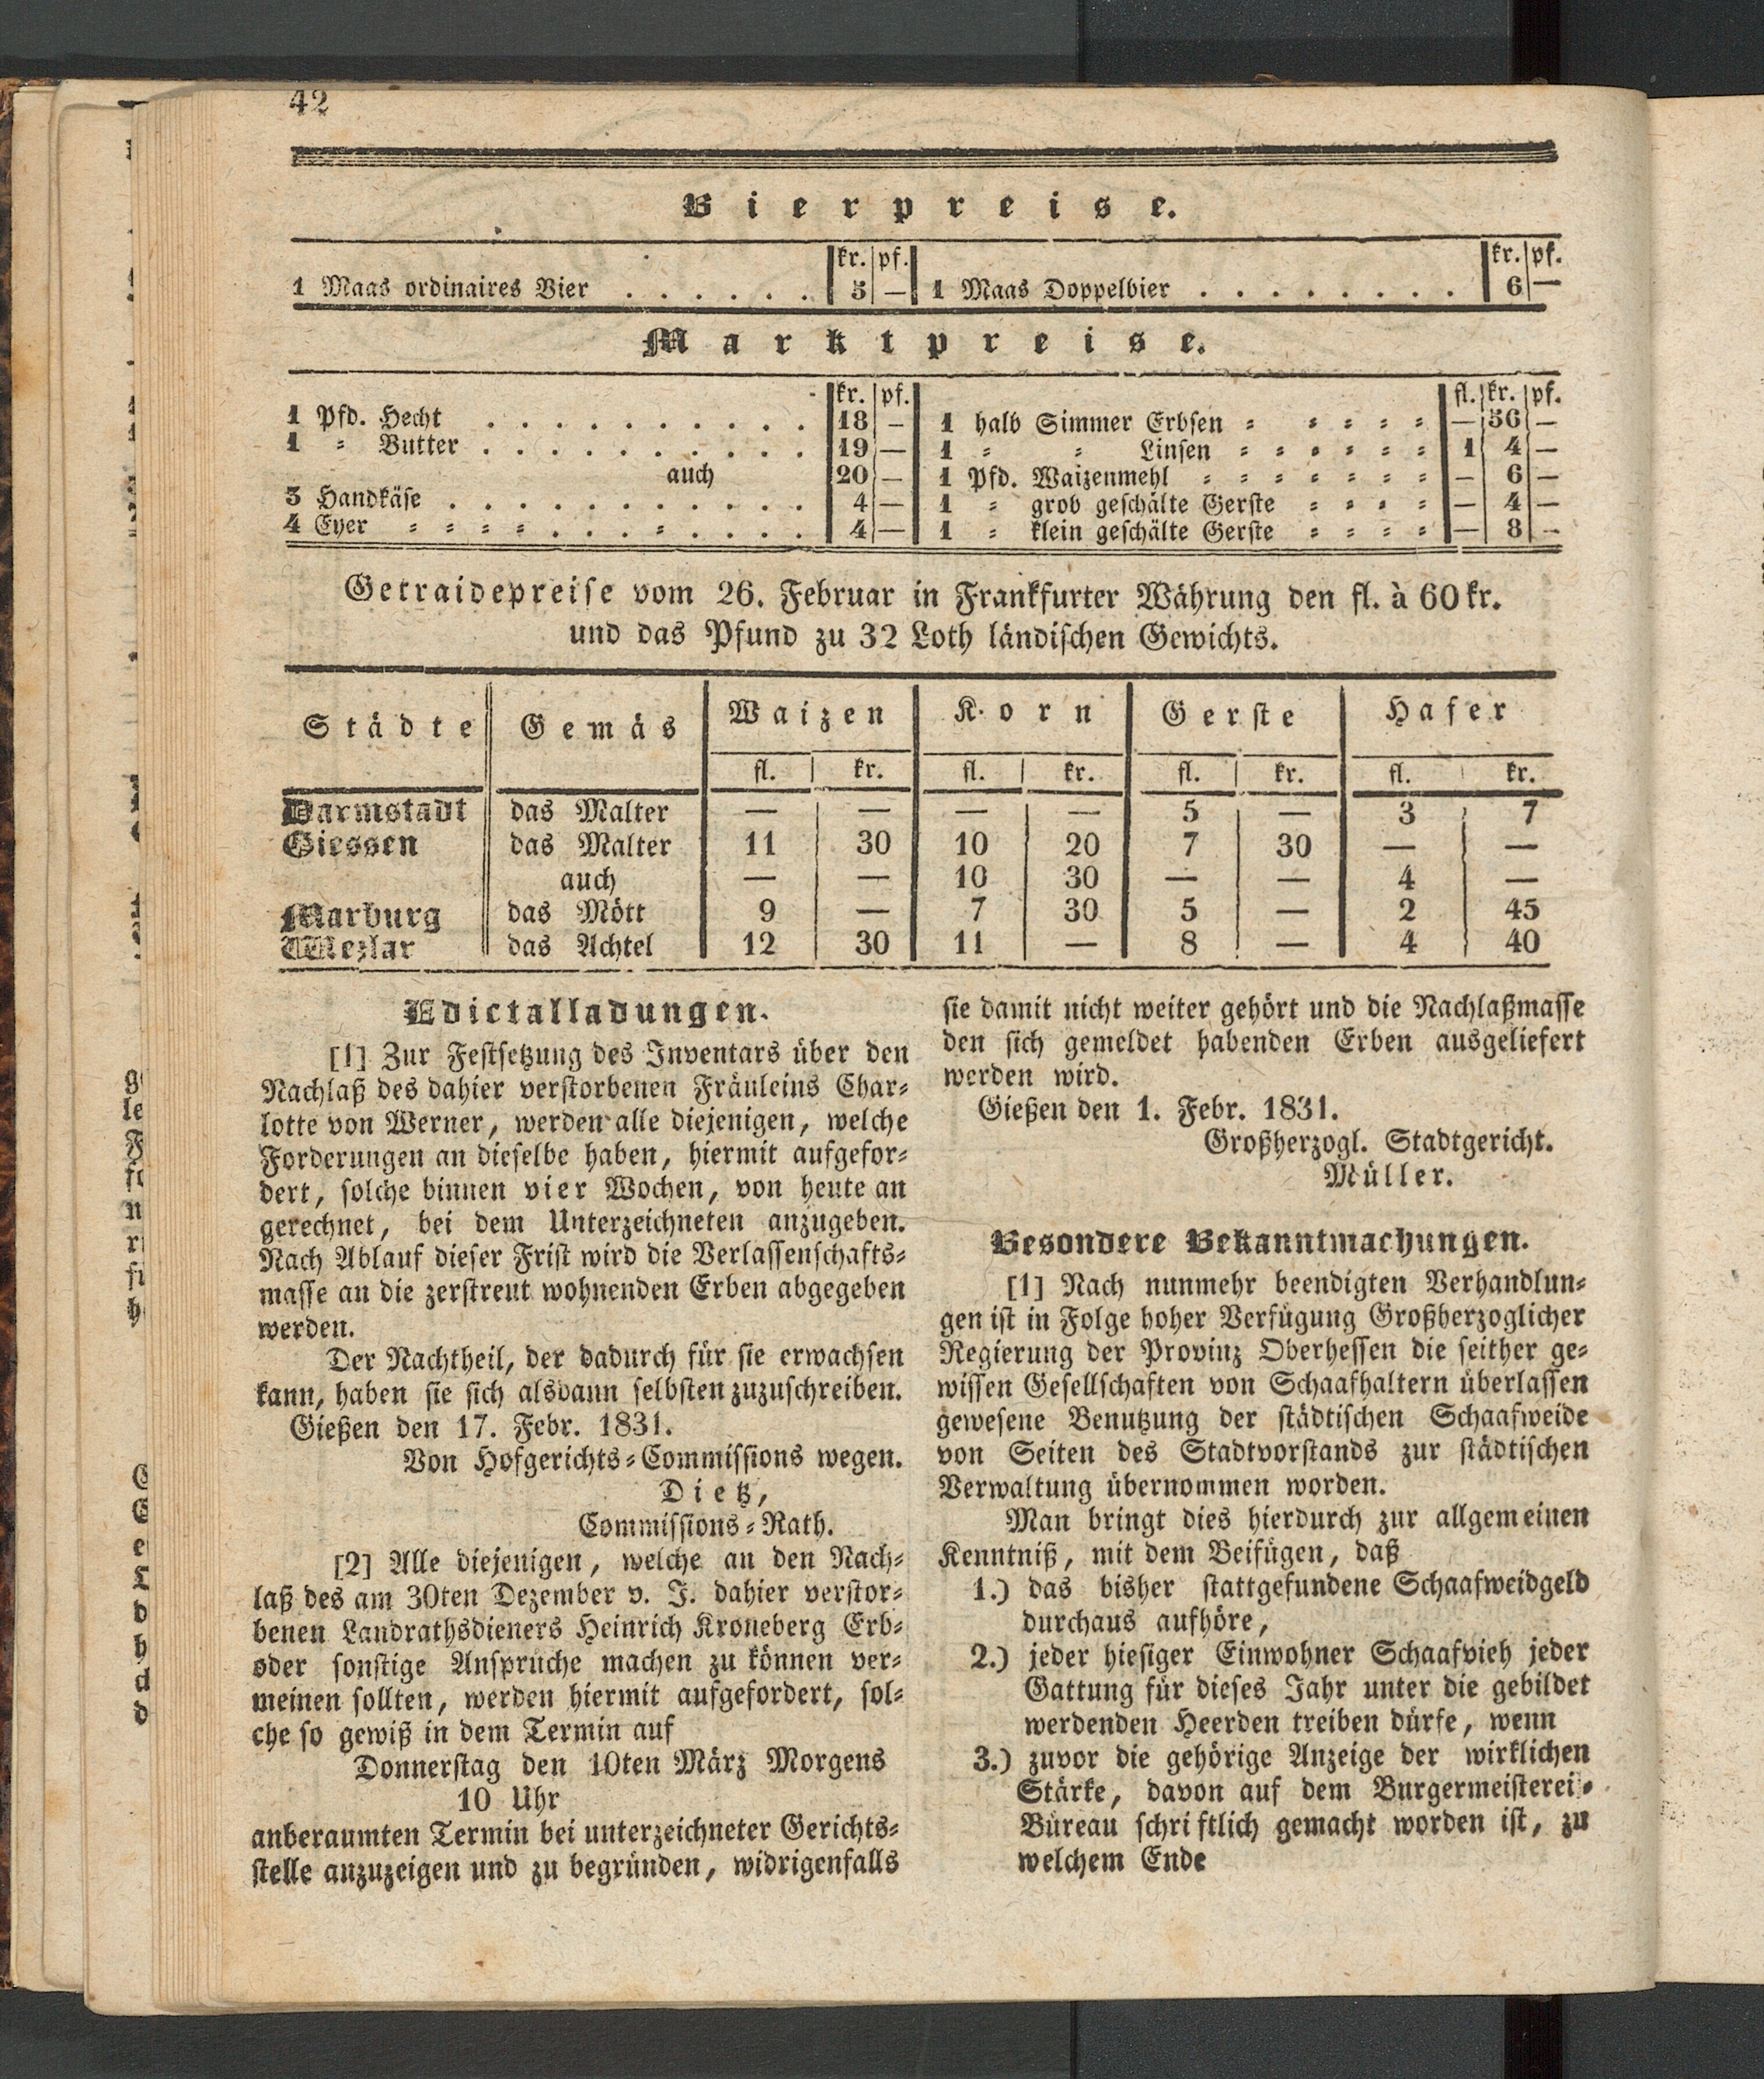 42
Bierpreise.
kr. pf. kr. pf.
1 Maas ordinaires Bier . . . . . . 5 — 1 Maas Doppelbier . . . . . . . . 6 —
Marktpreise.
kr. pf. fl. kr. pf.
1 Pfd. Hecht . . . . . . . . . . 18 — 1 halb Simmer Erbsen = = = = = — 56 —
1 = Butter . . . . . . . . . . 19 — 1 = = Linsen = = = = = = 1 4 —
auch 20 — 1 Pfd. Waizenmehl = = = = = = = — 6 —
3 Handkäse . . . . . . . . . . . 4 — 1 = grob geschälte Gerste = = = = — 4 —
4 Eyer = = = = . . . = . . . . 4 — 1 = klein geschälte Gerste = = = = — 8 —
Getraidepreise vom 26. Februar in Frankfurter Währung den fl. à 60 kr.
und das Pfund zu 32 Loth ländischen Gewichts.
Städte Gemäs Waizen Korn Gerste Hafer
fl. kr. fl. kr. fl. kr. fl. kr.
Darmstadt das Malter — — — — 5 — 3 7
Giessen das Malter 11 30 10 20 7 30 — —
auch — — 10 30 — — 4 —
Marburg das Mött 9 — 7 30 5 — 2 45
Wezlar das Achtel 12 30 11 — 8 — 4 40
Edictalladungen.
[1] Zur Festsetzung des Inventars über den
Nachlaß des dahier verstorbenen Fräuleins Char=
lotte von Werner, werden alle diejenigen, welche
Forderungen an dieselbe haben, hiermit aufgefor=
dert, solche binnen vier Wochen, von heute an
gerechnet, bei dem Unterzeichneten anzugeben.
Nach Ablauf dieser Frist wird die Verlassenschafts=
masse an die zerstreut wohnenden Erben abgegeben
werden.
Der Nachtheil, der dadurch für sie erwachsen
kann, haben sie sich alsdann selbsten zuzuschreiben.
Gießen den 17. Febr. 1831.
Von Hofgerichts=Commissions wegen.
Dietz,
Commissions=Rath.
[2] Alle diejenigen, welche an den Nach=
laß des am 30ten Dezember v. J. dahier verstor=
benen Landrathsdieners Heinrich Kroneberg Erb=
oder sonstige Ansprüche machen zu können ver=
meinen sollten, werden hiermit aufgefordert, sol=
che so gewiß in dem Termin auf
Donnerstag den 10ten März Morgens
10 Uhr
anberaumten Termin bei unterzeichneter Gerichts=
stelle anzuzeigen und zu begründen, widrigenfalls
sie damit nicht weiter gehört und die Nachlaßmasse
den sich gemeldet habenden Erben ausgeliefert
werden wird.
Gießen den 1. Febr. 1831.
Großherzogl. Stadtgericht.
Müller.
Besondere Bekanntmachungen.
[1] Nach nunmehr beendigten Verhandlun=
gen ist in Folge hoher Verfügung Großherzoglicher
Regierung der Provinz Oberhessen die seither ge=
wissen Gesellschaften von Schaafhaltern überlassen
gewesene Benutzung der städtischen Schaafweide
von Seiten des Stadtvorstands zur städtischen
Verwaltung übernommen worden.
Man bringt dies hierdurch zur allgemeinen
Kenntniß, mit dem Beifügen, daß
1.) das bisher stattgefundene Schaafweidgeld
durchaus aufhöre,
2.) jeder hiesiger Einwohner Schaafvieh jeder
Gattung für dieses Jahr unter die gebildet
werdenden Heerden treiben dürfe, wenn
3.) zuvor die gehörige Anzeige der wirklichen
Stärke, davon auf dem Burgermeisterei=
Büreau schriftlich gemacht worden ist, zu
welchem Ende